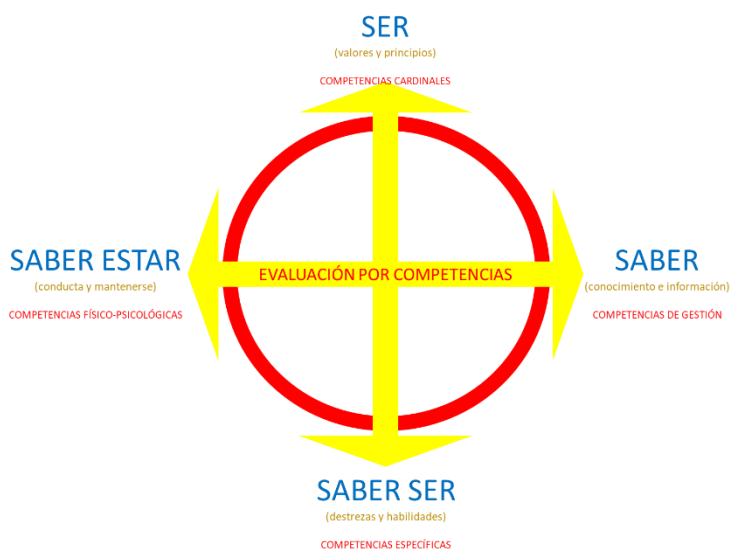 SER
(valores y principios)
COMPETENCIAS CARDINALES
SABER ESTAR
(conducta y mantenerse)
COMPETENCIAS FÍSICO-PSICOLÓGICAS
EVALUACIÓN POR COMPETENCIAS
SABER
(conocimiento e información)
COMPETENCIAS DE GESTIÓN
SABER SER
(destrezas y habilidades)
COMPETENCIAS ESPECÍFICAS